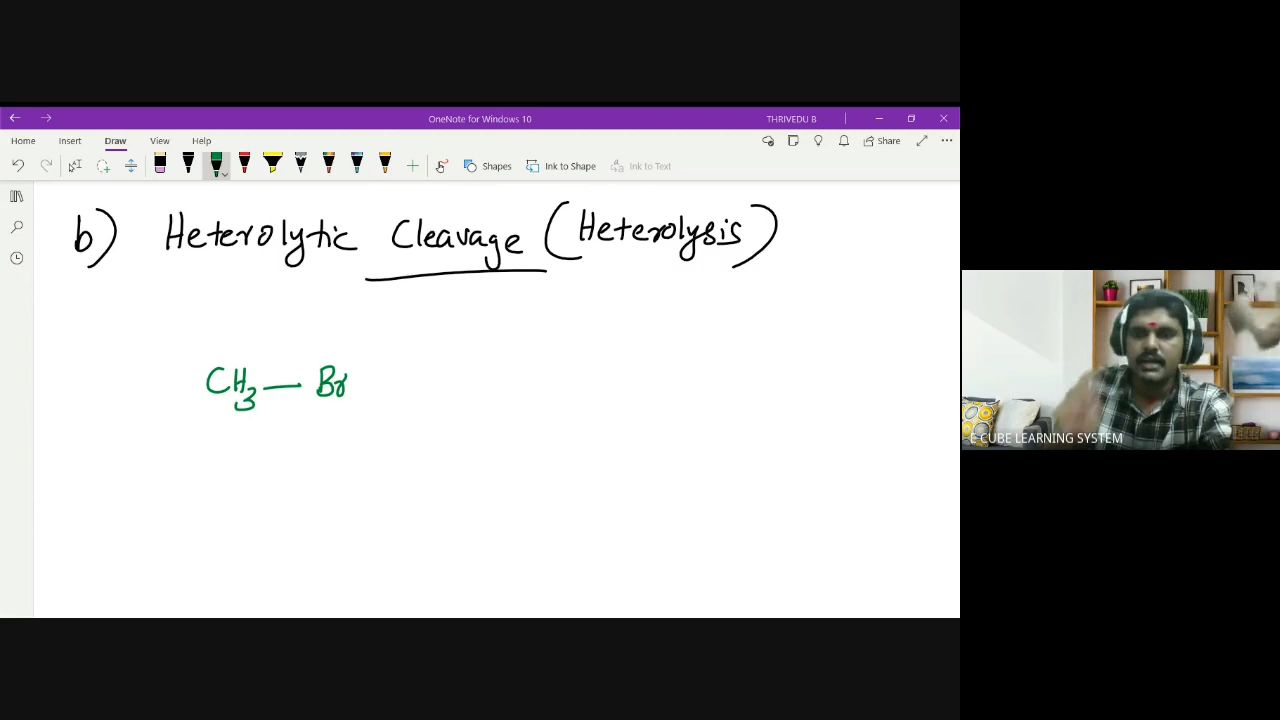 OneNote for Windows 10
THRIVEDU B
Home Insert Draw View Help
Share
Shapes Ink to Shape Ink to Text
b) Heterolytic Cleavage (Heterolysis)
CH3 — Br
E CUBE LEARNING SYSTEM